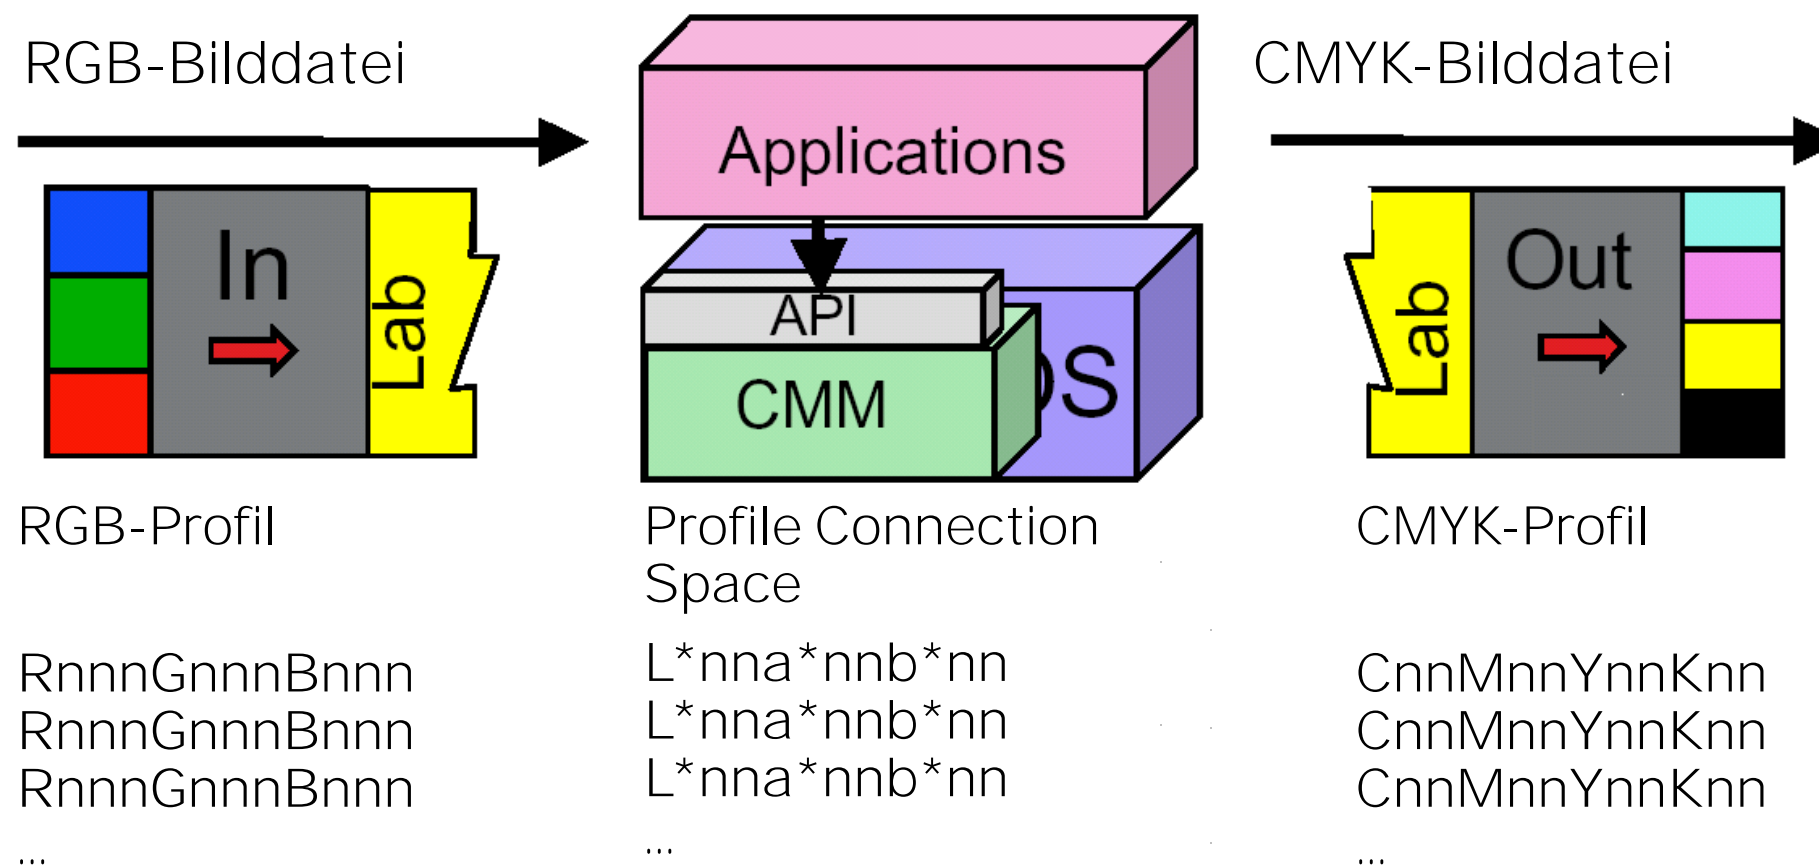 RGB-Bilddatei
In
Lab
RGB-Profil
RnnnGnnnBnnn
RnnnGnnnBnnn
RnnnGnnnBnnn
...
Applications
API
CMM
OS
Profile Connection
Space
L*nna*nnb*nn
L*nna*nnb*nn
L*nna*nnb*nn
...
CMYK-Bilddatei
Lab
Out
CMYK-Profil
CnnMnnYnnKnn
CnnMnnYnnKnn
CnnMnnYnnKnn
...